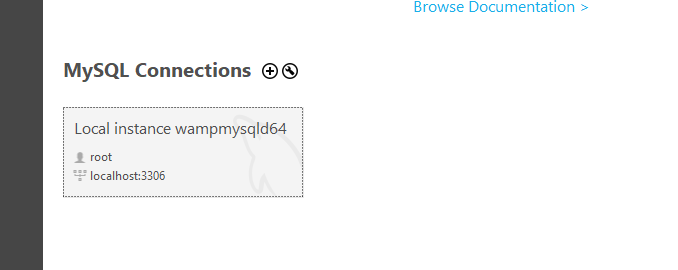 Browse Documentation >
MySQL Connections
Local instance wampmysqld64
root
localhost:3306